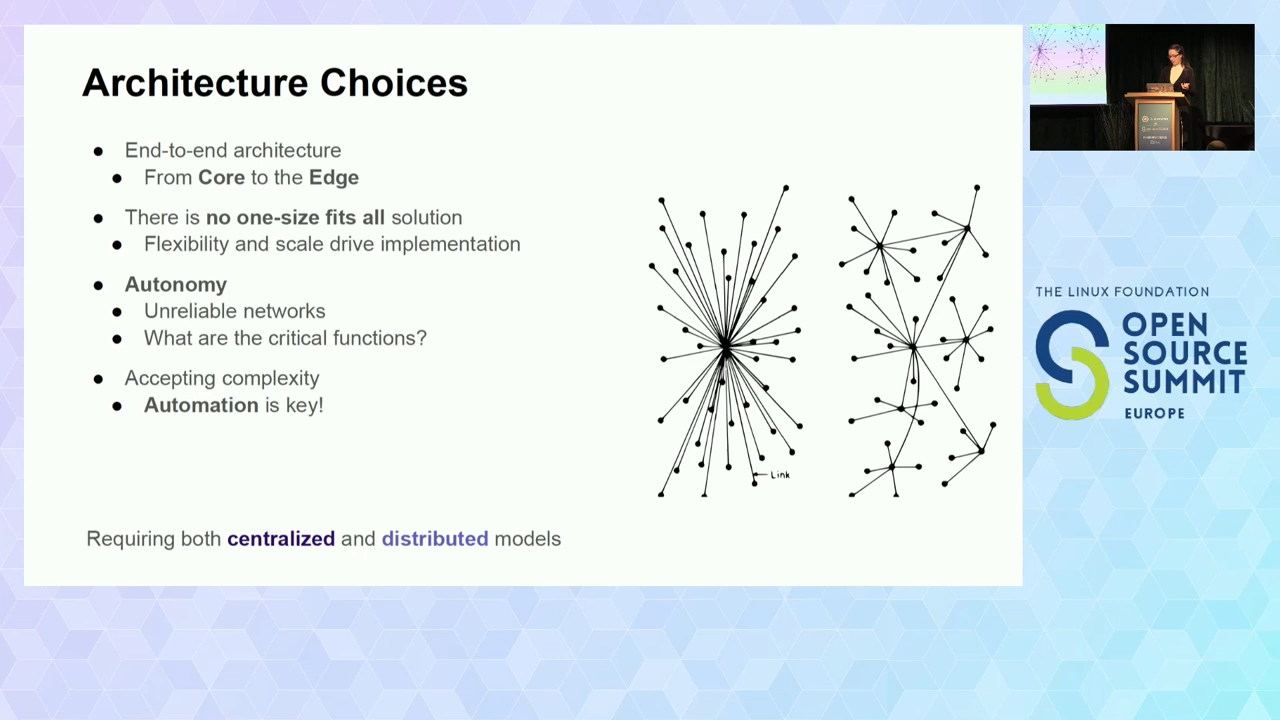 Architecture Choices
● End-to-end architecture
● From Core to the Edge
● There is no one-size fits all solution
● Flexibility and scale drive implementation
● Autonomy
● Unreliable networks
● What are the critical functions?
● Accepting complexity
● Automation is key!
Link
Requiring both centralized and distributed models
THE LINUX FOUNDATION
OPEN
SOURCE
SUMMIT
EUROPE